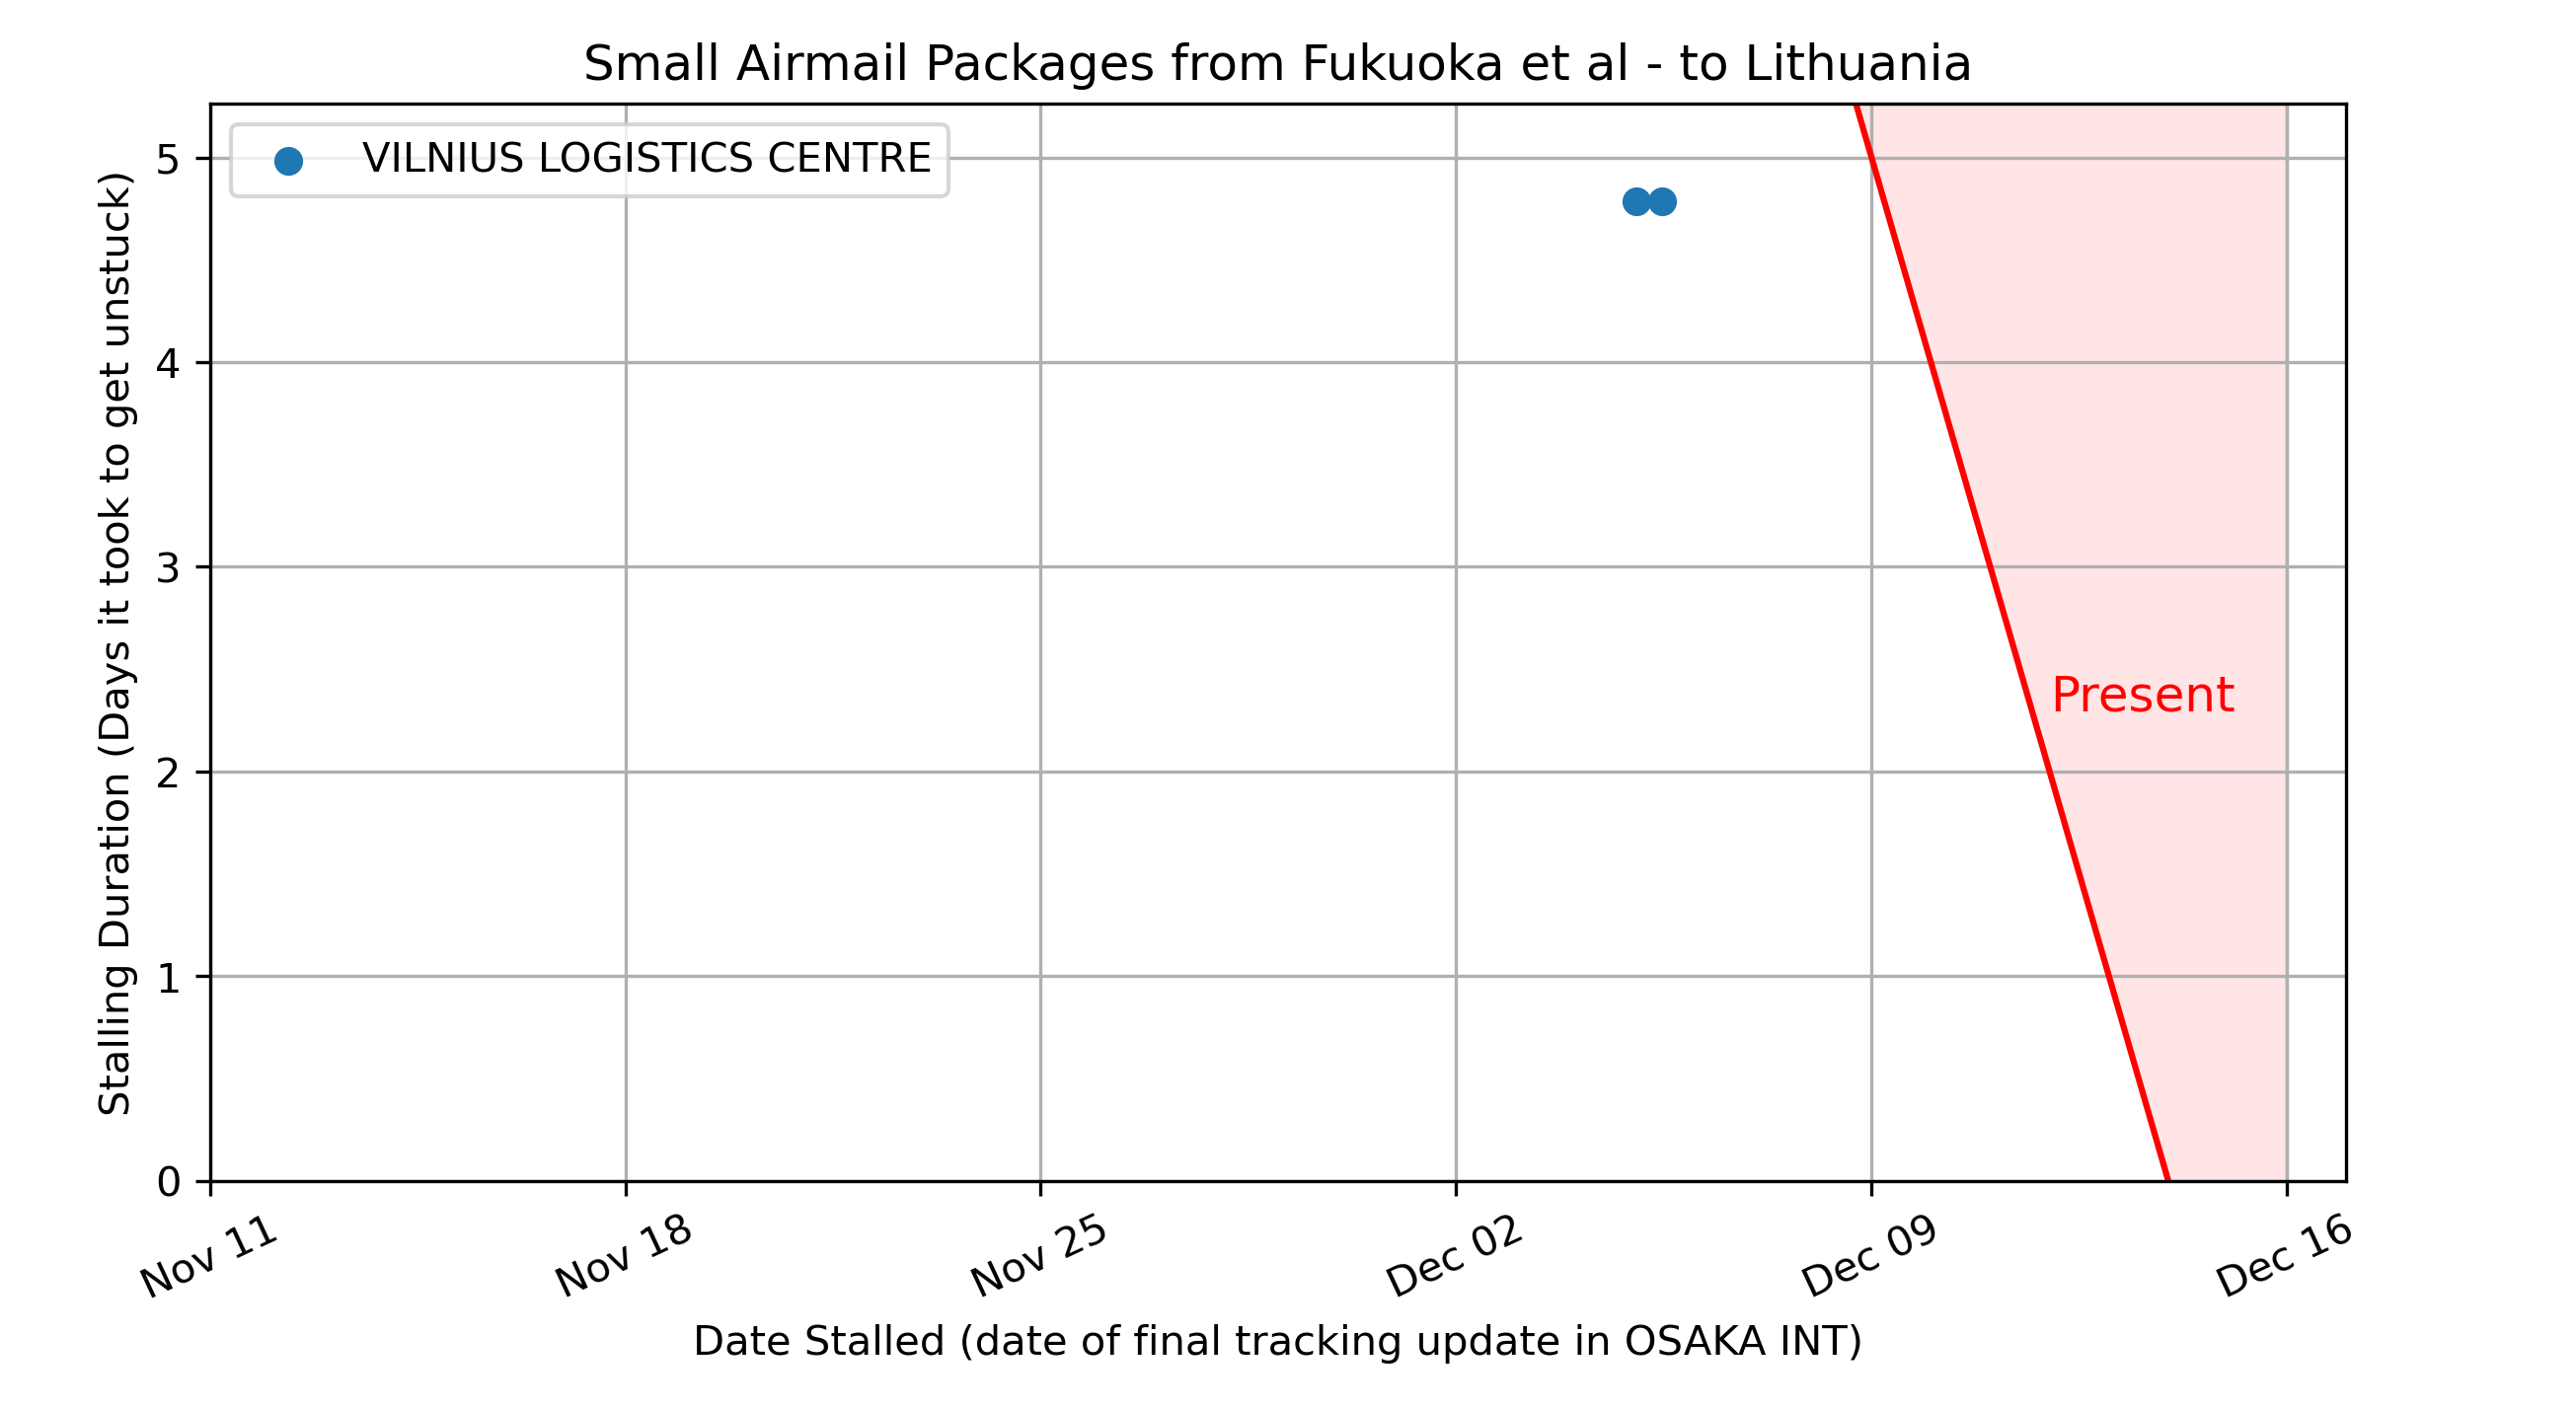 Small Airmail Packages from Fukuoka et al - to Lithuania
VILNIUS LOGISTICS CENTRE
Stalling Duration (Days it took to get unstuck)
5
4
3
2
1
0
Present
Nov 11
Nov 18
Nov 25
Dec 02
Dec 09
Dec 16
Date Stalled (date of final tracking update in OSAKA INT)